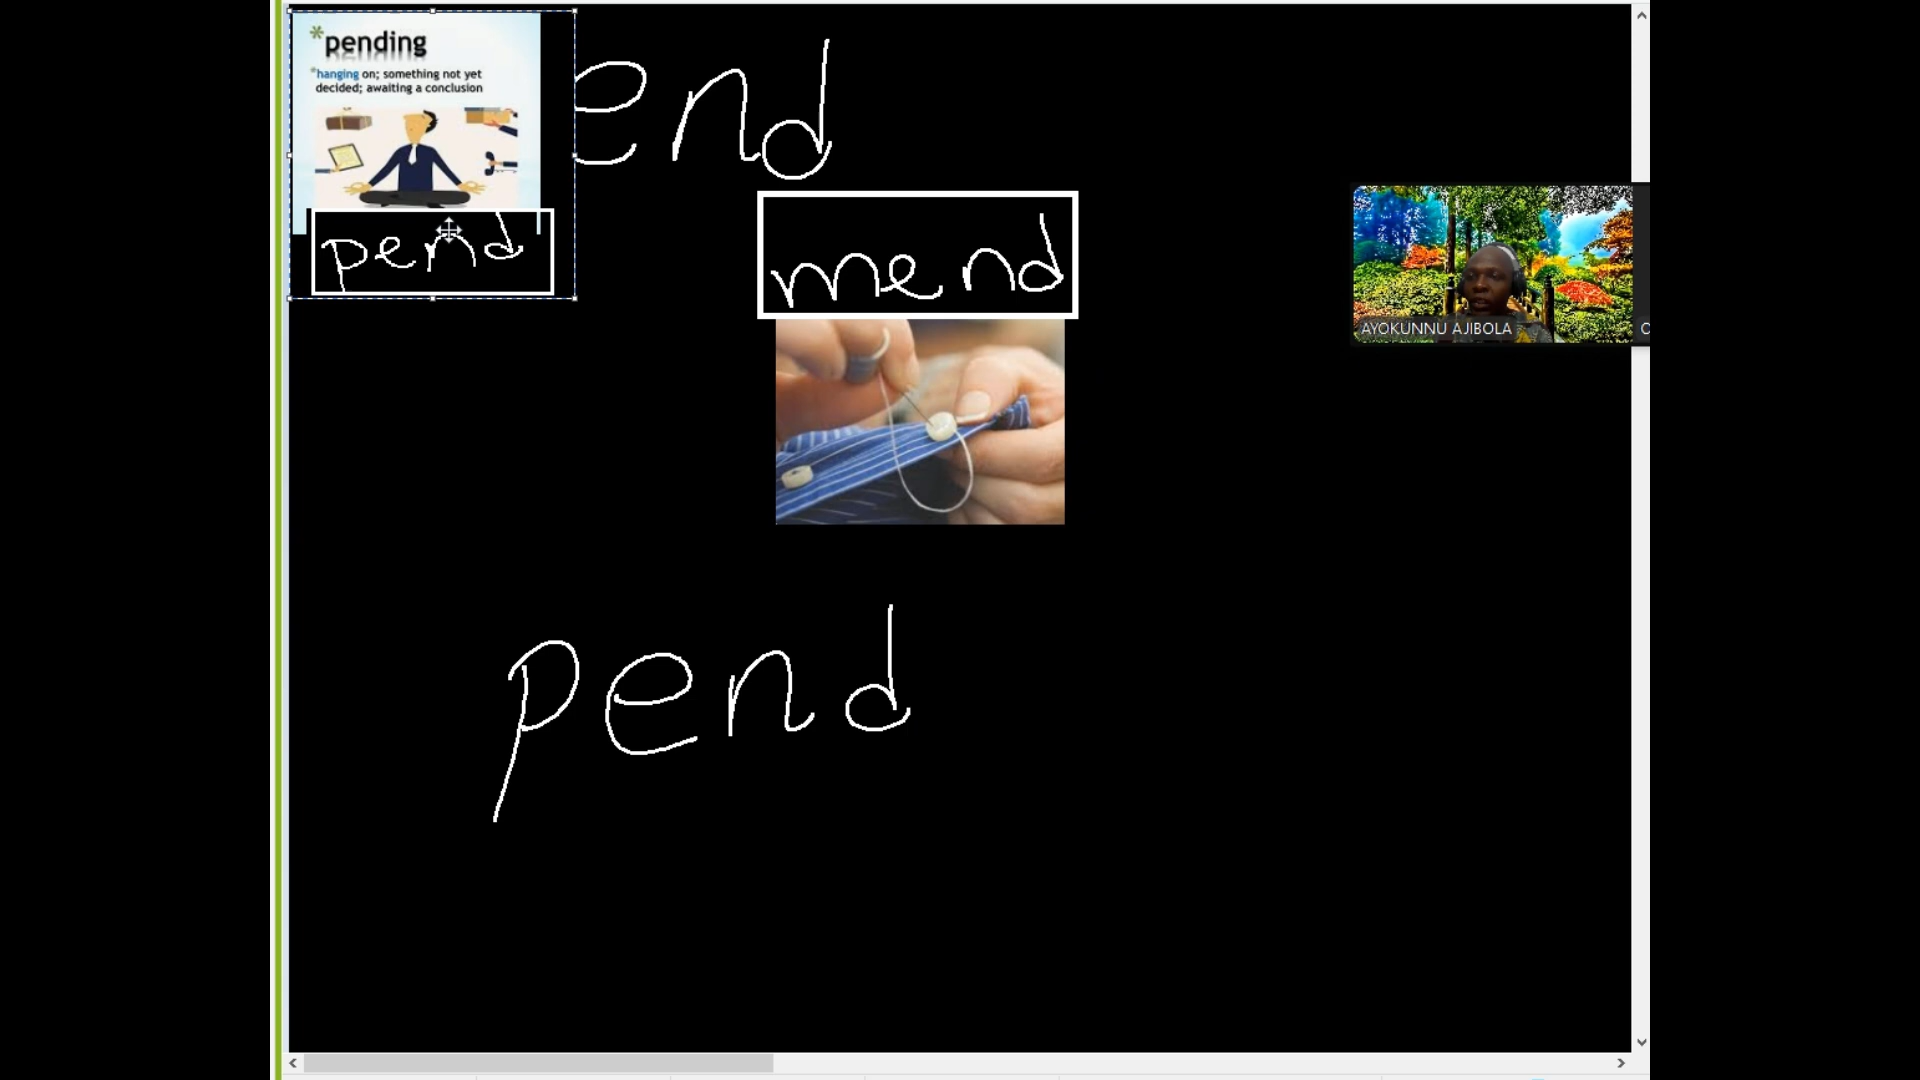 *pending
*hanging on; something not yet
decided; awaiting a conclusion
end
pend
mend
AYOKUNNU AJIBOLA
pend